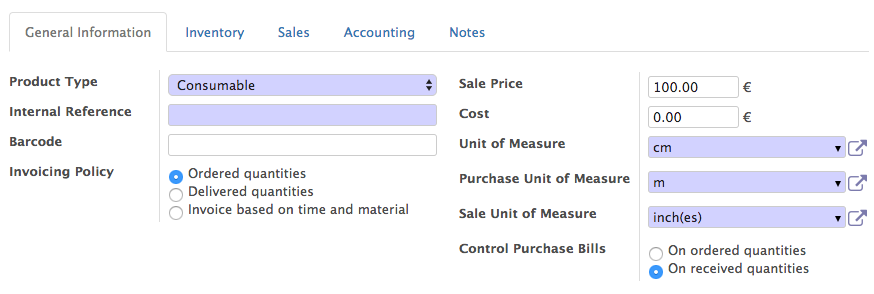 General Information Inventory Sales Accounting Notes
Product Type Consumable
Internal Reference
Barcode
Invoicing Policy Ordered quantities
Delivered quantities
Invoice based on time and material
Sale Price 100.00 €
Cost 0.00 €
Unit of Measure cm
Purchase Unit of Measure m
Sale Unit of Measure inch(es)
Control Purchase Bills On ordered quantities
On received quantities